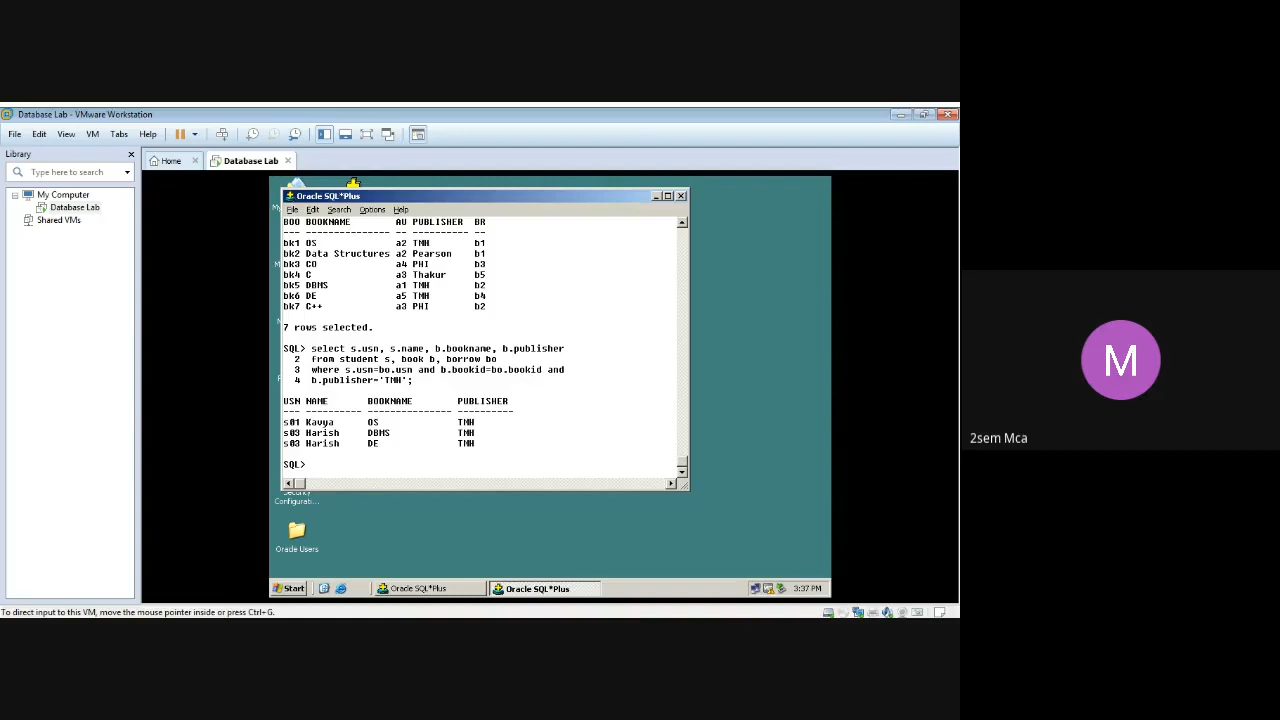 Database Lab - VMware Workstation
File Edit View VM Tabs Help
Library
Type here to search
My Computer
Database Lab
Shared VMs
Home
Database Lab
Oracle SQL*Plus
File Edit Search Options Help
BOO BOOKNAME AU PUBLISHER BR
--- --------------- -- ---------- --
bk1 OS a2 TMH b1
bk2 Data Structures a2 Pearson b1
bk3 CO a4 PHI b3
bk4 C a3 Thakur b5
bk5 DBMS a1 TMH b2
bk6 DE a5 TMH b4
bk7 C++ a3 PHI b2
7 rows selected.
SQL> select s.usn, s.name, b.bookname, b.publisher
2 from student s, book b, borrow bo
3 where s.usn=bo.usn and b.bookid=bo.bookid and
4 b.publisher='TMH';
USN NAME BOOKNAME PUBLISHER
--- ---------- --------------- ----------
s01 Kavya OS TMH
s03 Harish DBMS TMH
s03 Harish DE TMH
SQL>
Security
Configurati...
Oracle Users
Start
Oracle SQL*Plus
Oracle SQL*Plus
3:37 PM
To direct input to this VM, move the mouse pointer inside or press Ctrl+G.
M
2sem Mca